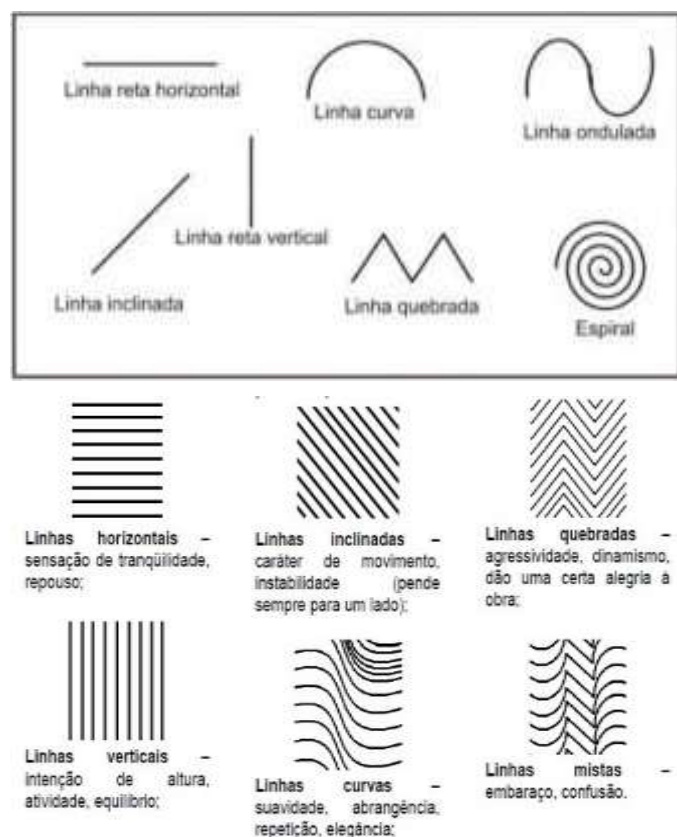 Linha reta horizontal
Linha curva
Linha ondulada
Linha reta vertical
Linha inclinada
Linha quebrada
Espiral
Linhas horizontais –
sensação de tranqüilidade,
repouso;
Linhas inclinadas –
caráter de movimento,
instabilidade (pende
sempre para um lado);
Linhas quebradas –
agressividade, dinamismo,
dão uma certa alegria à
obra;
Linhas verticais –
intenção de altura,
atividade, equilíbrio;
Linhas curvas –
suavidade, abrangência,
repetição, elegância;
Linhas mistas –
embaraço, confusão.